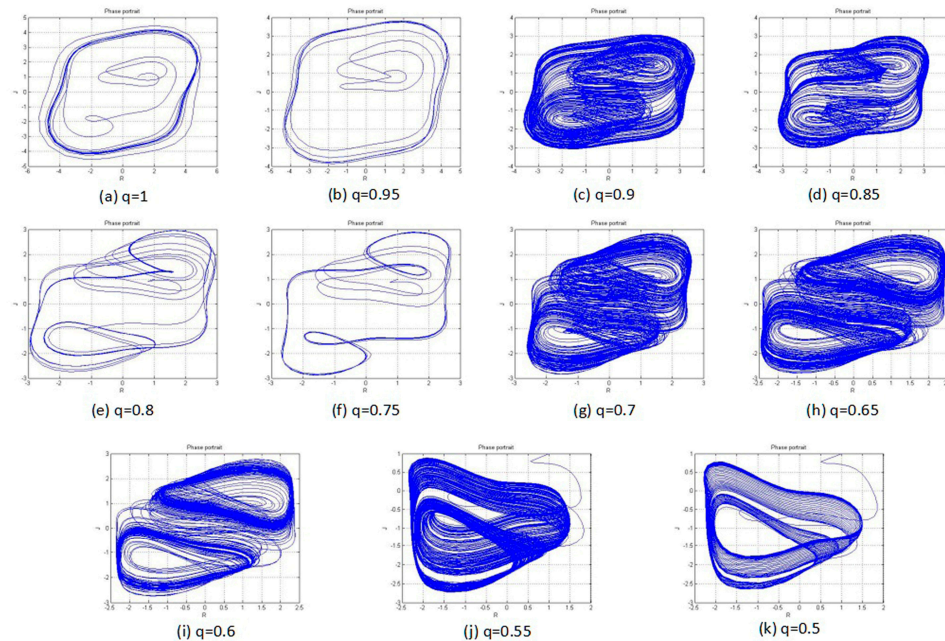 Phase portrait
Phase portrait
Phase portrait
Phase portrait
J
J
J
J
R
R
R
R
(a) q=1
(b) q=0.95
(c) q=0.9
(d) q=0.85
Phase portrait
Phase portrait
Phase portrait
Phase portrait
J
J
J
J
R
R
R
R
(e) q=0.8
(f) q=0.75
(g) q=0.7
(h) q=0.65
Phase portrait
Phase portrait
Phase portrait
J
J
J
R
R
R
(i) q=0.6
(j) q=0.55
(k) q=0.5